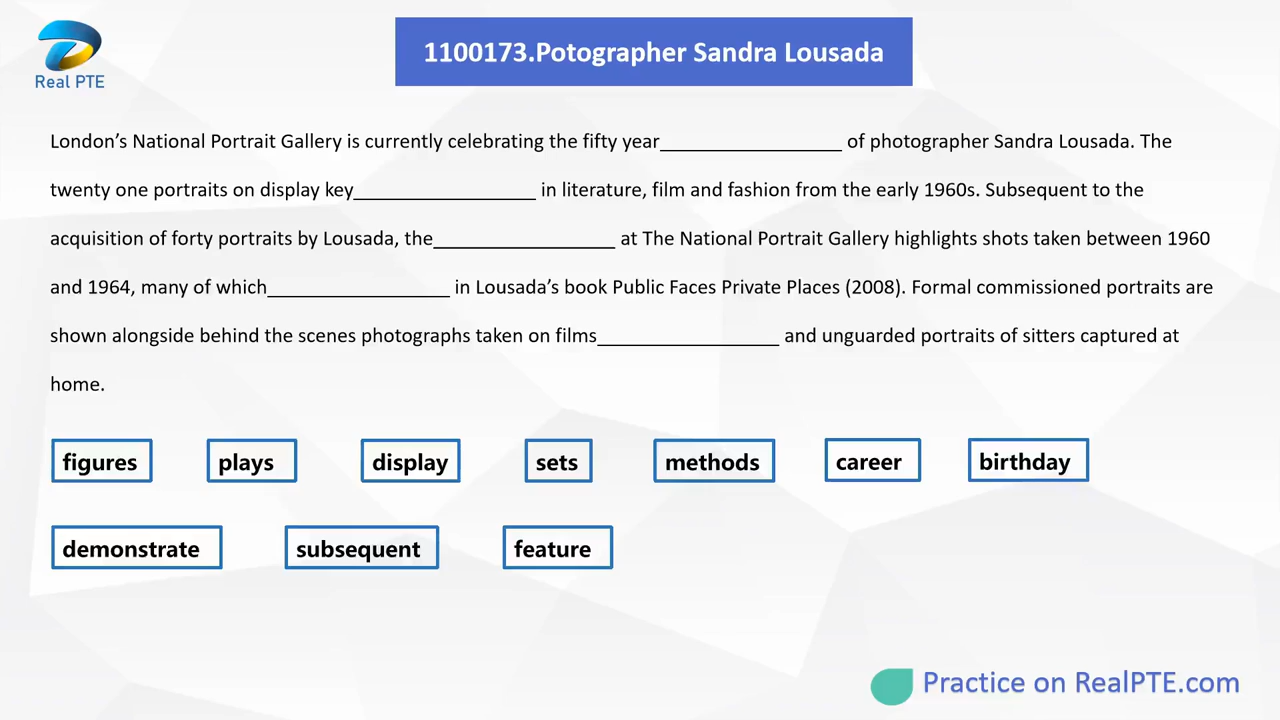 Real PTE
1100173.Potographer Sandra Lousada
London’s National Portrait Gallery is currently celebrating the fifty year_________________ of photographer Sandra Lousada. The
twenty one portraits on display key_________________ in literature, film and fashion from the early 1960s. Subsequent to the
acquisition of forty portraits by Lousada, the_________________ at The National Portrait Gallery highlights shots taken between 1960
and 1964, many of which_________________ in Lousada’s book Public Faces Private Places (2008). Formal commissioned portraits are
shown alongside behind the scenes photographs taken on films_________________ and unguarded portraits of sitters captured at
home.
figures plays display sets methods career birthday
demonstrate subsequent feature
Practice on RealPTE.com